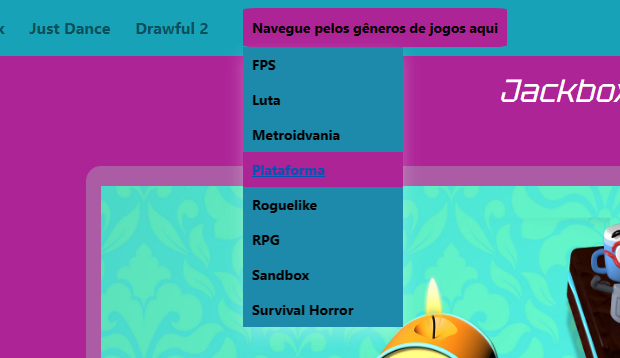 Just Dance
Drawful 2
Navegue pelos gêneros de jogos aqui
FPS
Luta
Metroidvania
Plataforma
Roguelike
RPG
Sandbox
Survival Horror
Jackbox